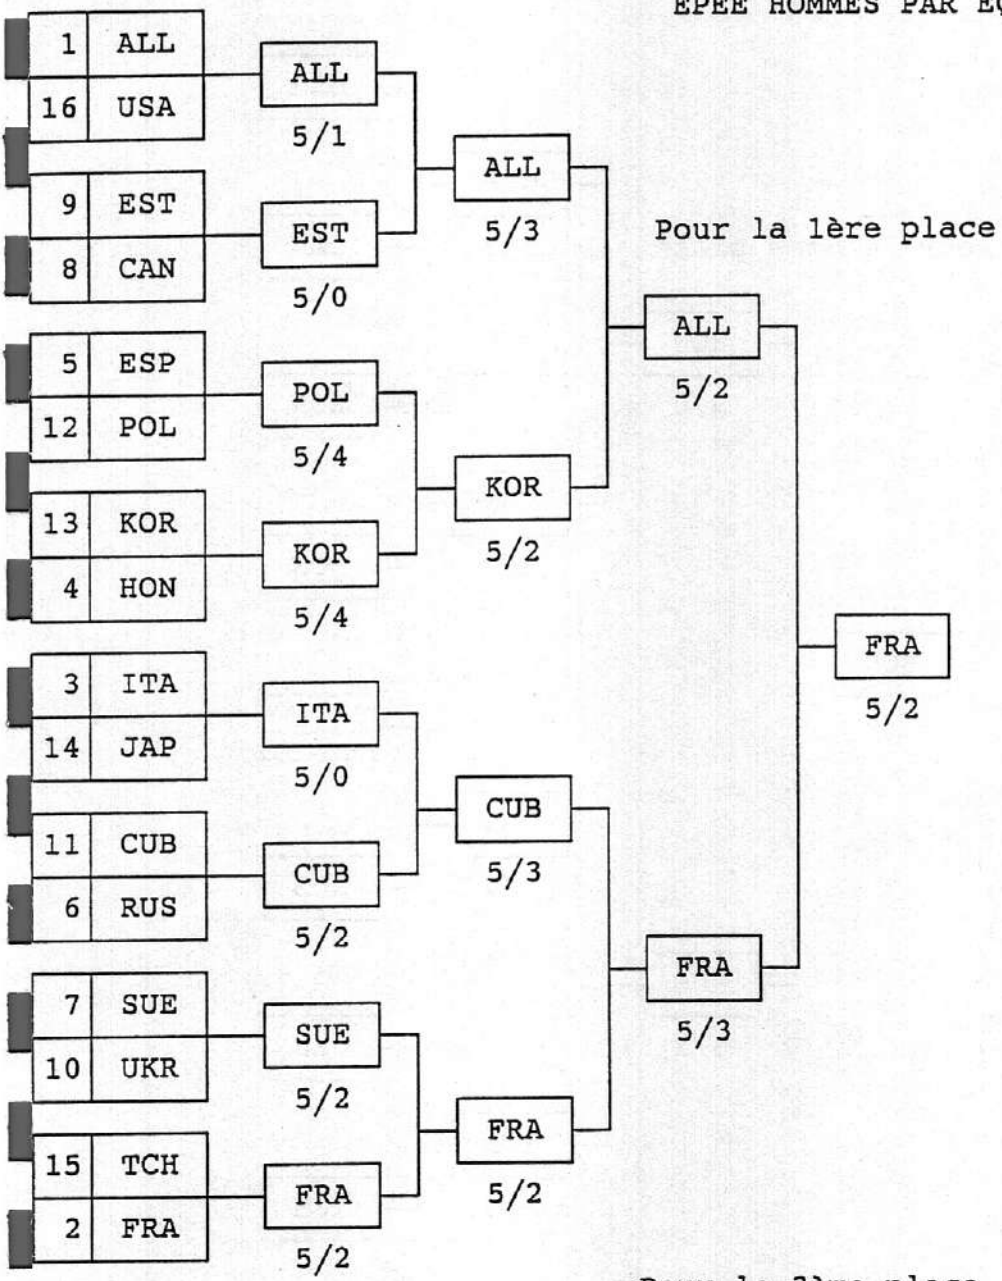 EPEE HOMMES PAR
1 ALL
16 USA
ALL
5/1
9 EST
8 CAN
EST
5/0
ALL
5/3
Pour la 1ère place
5 ESP
12 POL
POL
5/4
13 KOR
4 HON
KOR
5/4
KOR
5/2
ALL
5/2
3 ITA
14 JAP
ITA
5/0
11 CUB
6 RUS
CUB
5/2
CUB
5/3
7 SUE
10 UKR
SUE
5/2
15 TCH
2 FRA
FRA
5/2
FRA
5/2
FRA
5/3
FRA
5/2